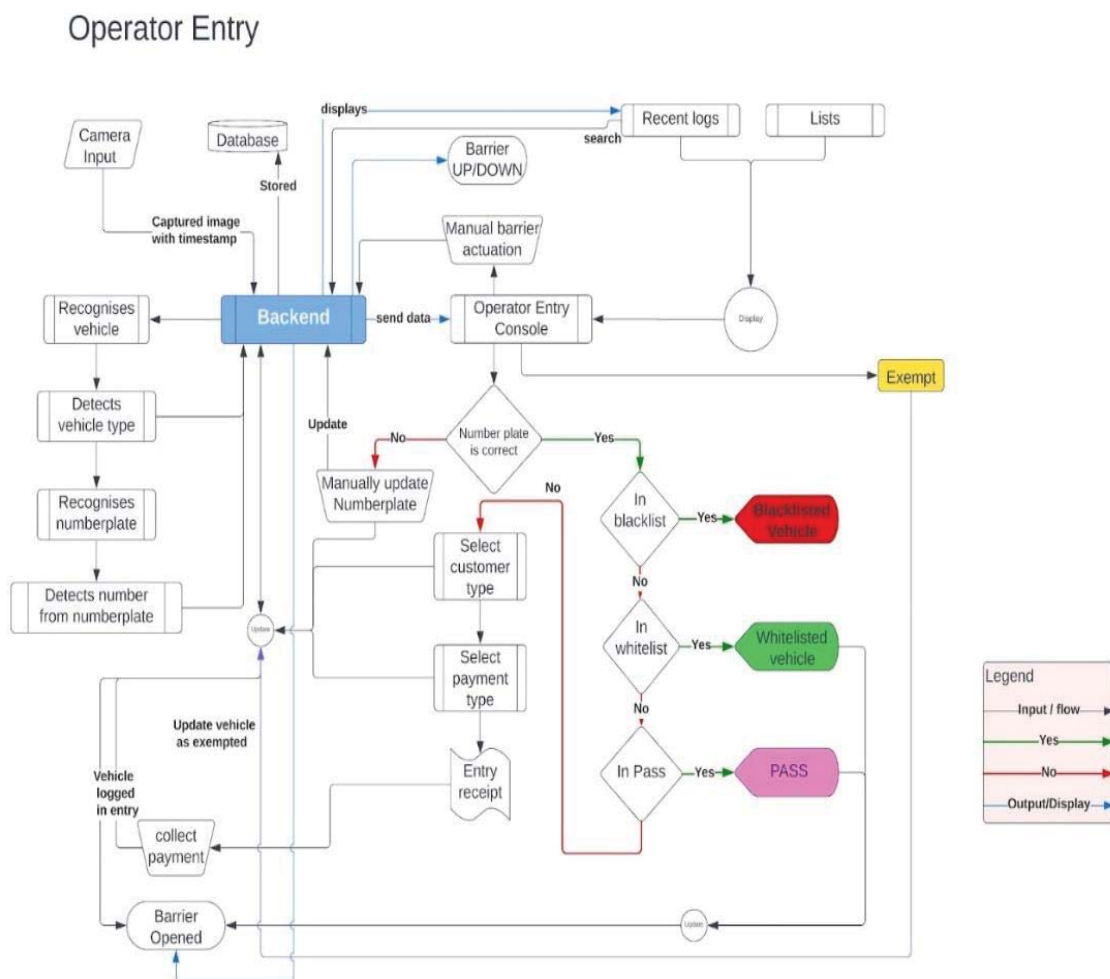 Operator Entry
displays
Recent logs
Lists
search
Camera
Input
Database
Barrier
UP/DOWN
Stored
Captured image
with timestamp
Manual barrier
actuation
Recognises
vehicle
Backend
send data
Operator Entry
Console
Display
Exempt
Detects
vehicle type
Update
No
Number plate
is correct
Yes
Manually update
Numberplate
No
In
blacklist
Yes
Blacklisted
Vehicle
Recognises
numberplate
Select
customer
type
No
Detects number
from numberplate
Update
In
whitelist
Yes
Whitelisted
vehicle
Select
payment
type
No
Legend
Input / flow
Yes
No
Output/Display
Update vehicle
as exempted
Vehicle
logged
in entry
Entry
receipt
In Pass
Yes
PASS
collect
payment
Barrier
Opened
Update